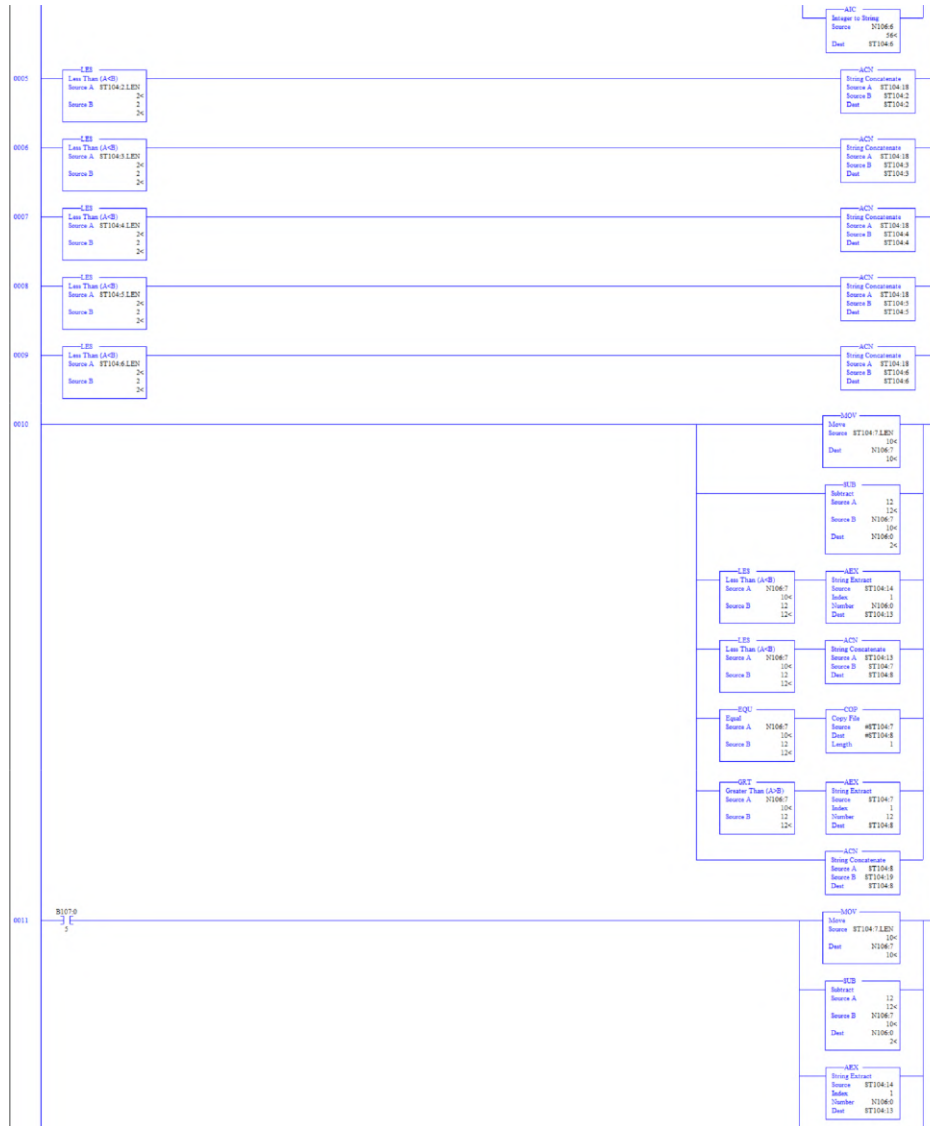 AIC
Integer to String
Source N106:6
56<
Dest ST104:6
0005
LES
Less Than (A<B)
Source A ST104:2.LEN
2<
Source B 2
2<
ACN
String Concatenate
Source A ST104:18
Source B ST104:2
Dest ST104:2
0006
LES
Less Than (A<B)
Source A ST104:3.LEN
2<
Source B 2
2<
ACN
String Concatenate
Source A ST104:18
Source B ST104:3
Dest ST104:3
0007
LES
Less Than (A<B)
Source A ST104:4.LEN
2<
Source B 2
2<
ACN
String Concatenate
Source A ST104:18
Source B ST104:4
Dest ST104:4
0008
LES
Less Than (A<B)
Source A ST104:5.LEN
2<
Source B 2
2<
ACN
String Concatenate
Source A ST104:18
Source B ST104:5
Dest ST104:5
0009
LES
Less Than (A<B)
Source A ST104:6.LEN
2<
Source B 2
2<
ACN
String Concatenate
Source A ST104:18
Source B ST104:6
Dest ST104:6
0010
MOV
Move
Source ST104:7.LEN
10<
Dest N106:7
10<
SUB
Subtract
Source A 12
12<
Source B N106:7
10<
Dest N106:0
2<
LES
Less Than (A<B)
Source A N106:7
10<
Source B 12
12<
AEX
String Extract
Source ST104:14
Index 1
Number N106:0
Dest ST104:13
LES
Less Than (A<B)
Source A N106:7
10<
Source B 12
12<
ACN
String Concatenate
Source A ST104:13
Source B ST104:7
Dest ST104:8
EQU
Equal
Source A N106:7
10<
Source B 12
12<
COP
Copy File
Source #ST104:7
Dest #ST104:8
Length 1
GRT
Greater Than (A>B)
Source A N106:7
10<
Source B 12
12<
AEX
String Extract
Source ST104:7
Index 1
Number 12
Dest ST104:8
ACN
String Concatenate
Source A ST104:8
Source B ST104:19
Dest ST104:8
0011
B107:0
5
MOV
Move
Source ST104:7.LEN
10<
Dest N106:7
10<
SUB
Subtract
Source A 12
12<
Source B N106:7
10<
Dest N106:0
2<
AEX
String Extract
Source ST104:14
Index 1
Number N106:0
Dest ST104:13